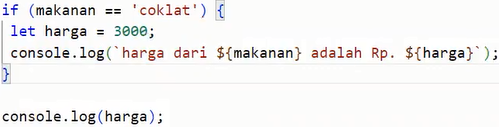 if (makanan == 'coklat') {
let harga = 3000;
console.log(`harga dari ${makanan} adalah Rp. ${harga}`);
}
console.log(harga);